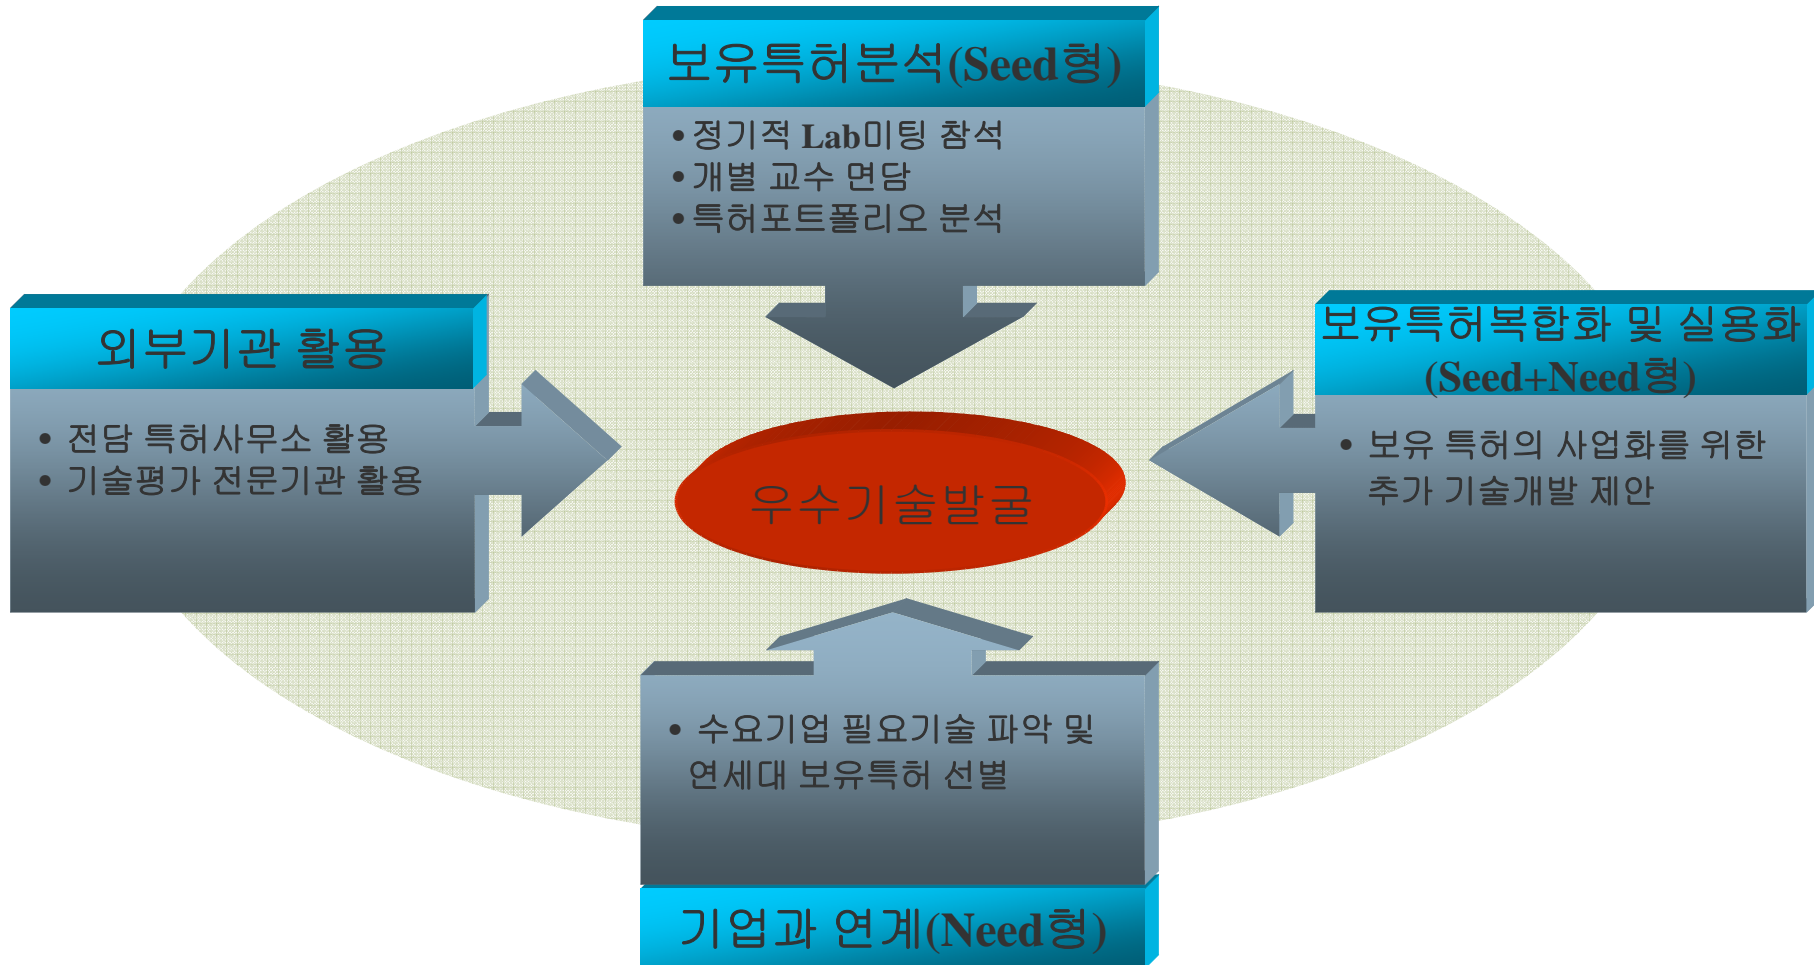 보유특허분석(Seed형)
• 정기적 Lab미팅 참석
• 개별 교수 면담
• 특허포트폴리오 분석
외부기관 활용
• 전담 특허사무소 활용
• 기술평가 전문기관 활용
보유특허복합화 및 실용화
(Seed+Need형)
• 보유 특허의 사업화를 위한
추가 기술개발 제안
우수기술발굴
• 수요기업 필요기술 파악 및
연세대 보유특허 선별
기업과 연계(Need형)